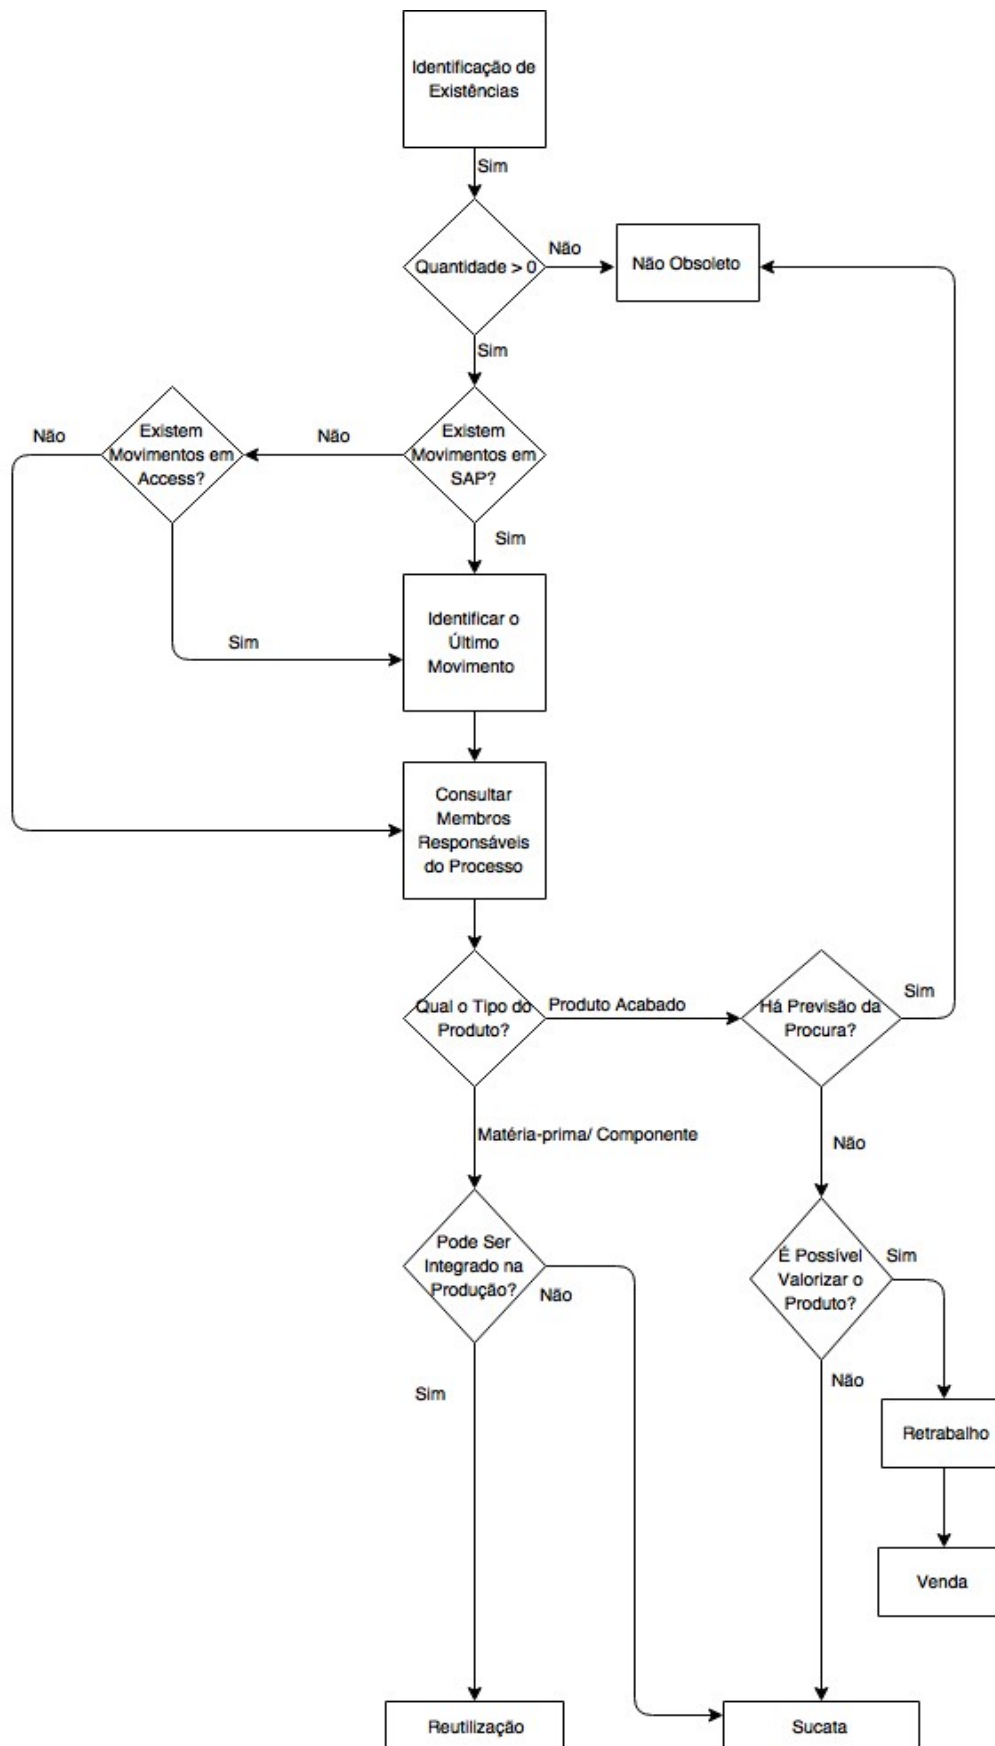 Identificação de
Existências
Sim
Quantidade > 0
Não
Não Obsoleto
Sim
Não
Existem
Movimentos em
Access?
Não
Existem
Movimentos em
SAP?
Sim
Sim
Identificar o
Último
Movimento
Consultar
Membros
Responsáveis
do Processo
Qual o Tipo do
Produto?
Produto Acabado
Há Previsão da
Procura?
Sim
Matéria-prima/ Componente
Não
Pode Ser
Integrado na
Produção?
Não
É Possível
Valorizar o
Produto?
Sim
Sim
Não
Retrabalho
Venda
Reutilização
Sucata